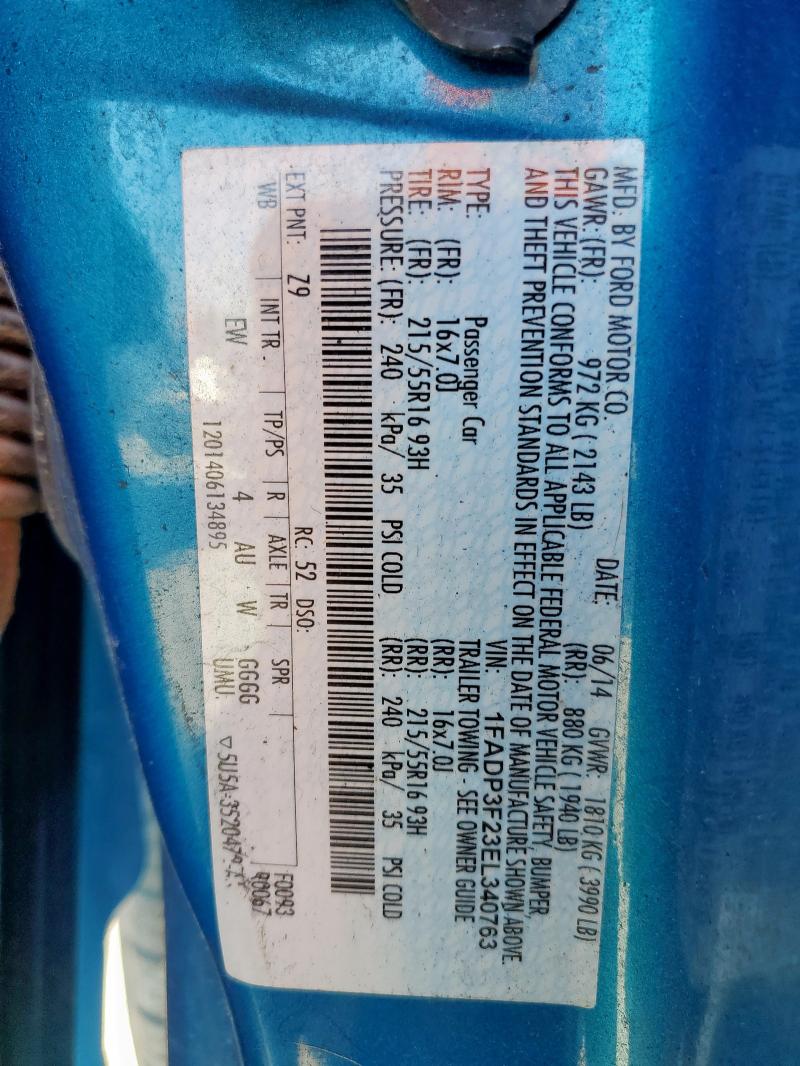 MFD. BY FORD MOTOR CO.
DATE: 06/14 GVWR: 1810 KG ( 3990 LB)
GAWR: (FR): 972 KG ( 2143 LB) (RR): 880 KG ( 1940 LB)
THIS VEHICLE CONFORMS TO ALL APPLICABLE FEDERAL MOTOR VEHICLE SAFETY, BUMPER,
AND THEFT PREVENTION STANDARDS IN EFFECT ON THE DATE OF MANUFACTURE SHOWN ABOVE.
VIN: 1FADP3F23EL340763
TYPE: Passenger Car TRAILER TOWING - SEE OWNER GUIDE
RIM: (FR): 16x7.0J (RR): 16x7.0J
TIRE: (FR): 215/55R16 93H (RR): 215/55R16 93H
PRESSURE: (FR): 240 kPa/ 35 PSI COLD (RR): 240 kPa/ 35 PSI COLD
EXT PNT: Z9 RC: 52 DSO: F0093
WB INT TR. TP/PS R AXLE TR SPR 90067
EW 4 AU W GGGG
1201406134895 UMU: ▽5U5A-3520472